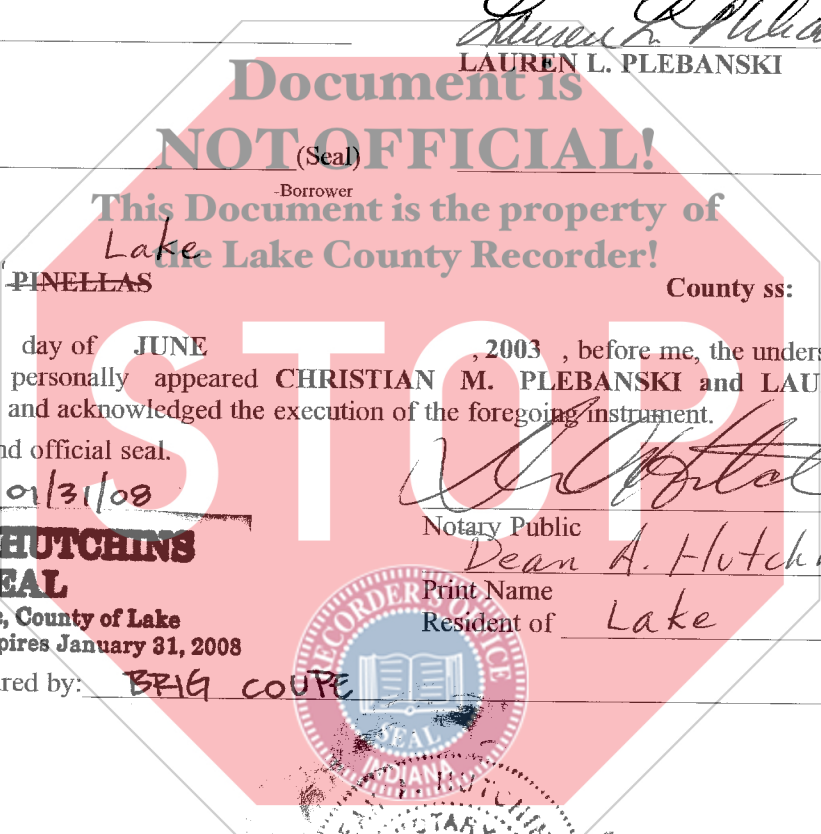 Lauren L. Pleba
LAUREN L. PLEBANSKI
Document is
NOT OFFICIAL!
(Seal)
-Borrower
This Document is the property of
the Lake County Recorder!
Lake
PINELLAS County ss:
STOP
day of JUNE , 2003 , before me, the unders
personally appeared CHRISTIAN M. PLEBANSKI and LAU
and acknowledged the execution of the foregoing instrument.
nd official seal.
01/31/08
Notary Public
HUTCHINS
Dean A. Hutch
EAL
Print Name
, County of Lake
Resident of Lake
pires January 31, 2008
red by: BRIG COUPE
RECORDER'S OFFICE
SEAL
INDIANA
HUTCHIN
OTAR